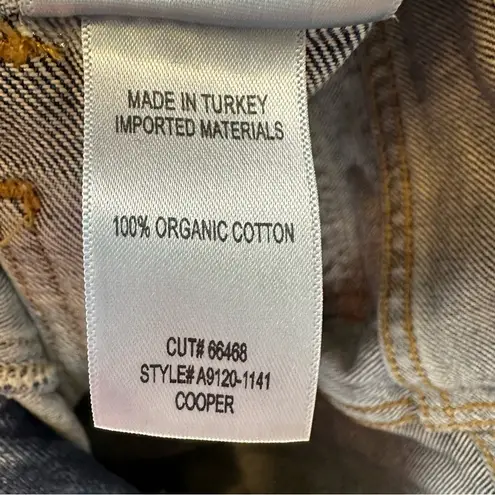 MADE IN TURKEY
IMPORTED MATERIALS
100% ORGANIC COTTON
CUT# 66468
STYLE# A9120-1141
COOPER